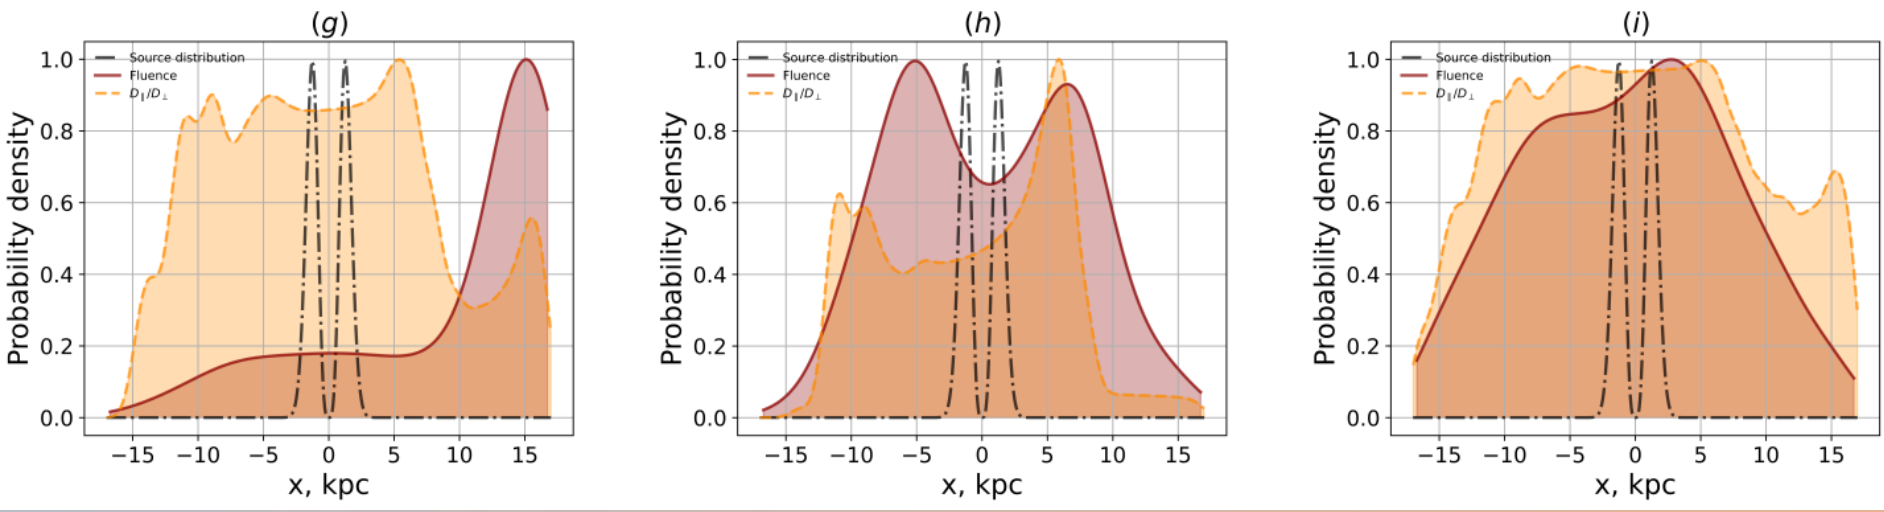 (g)
Source distribution
Fluence
D∥/D⊥
Probability density
1.0
0.8
0.6
0.4
0.2
0.0
−15 −10 −5 0 5 10 15
x, kpc
(h)
Source distribution
Fluence
D∥/D⊥
Probability density
1.0
0.8
0.6
0.4
0.2
0.0
−15 −10 −5 0 5 10 15
x, kpc
(i)
Source distribution
Fluence
D∥/D⊥
Probability density
1.0
0.8
0.6
0.4
0.2
0.0
−15 −10 −5 0 5 10 15
x, kpc